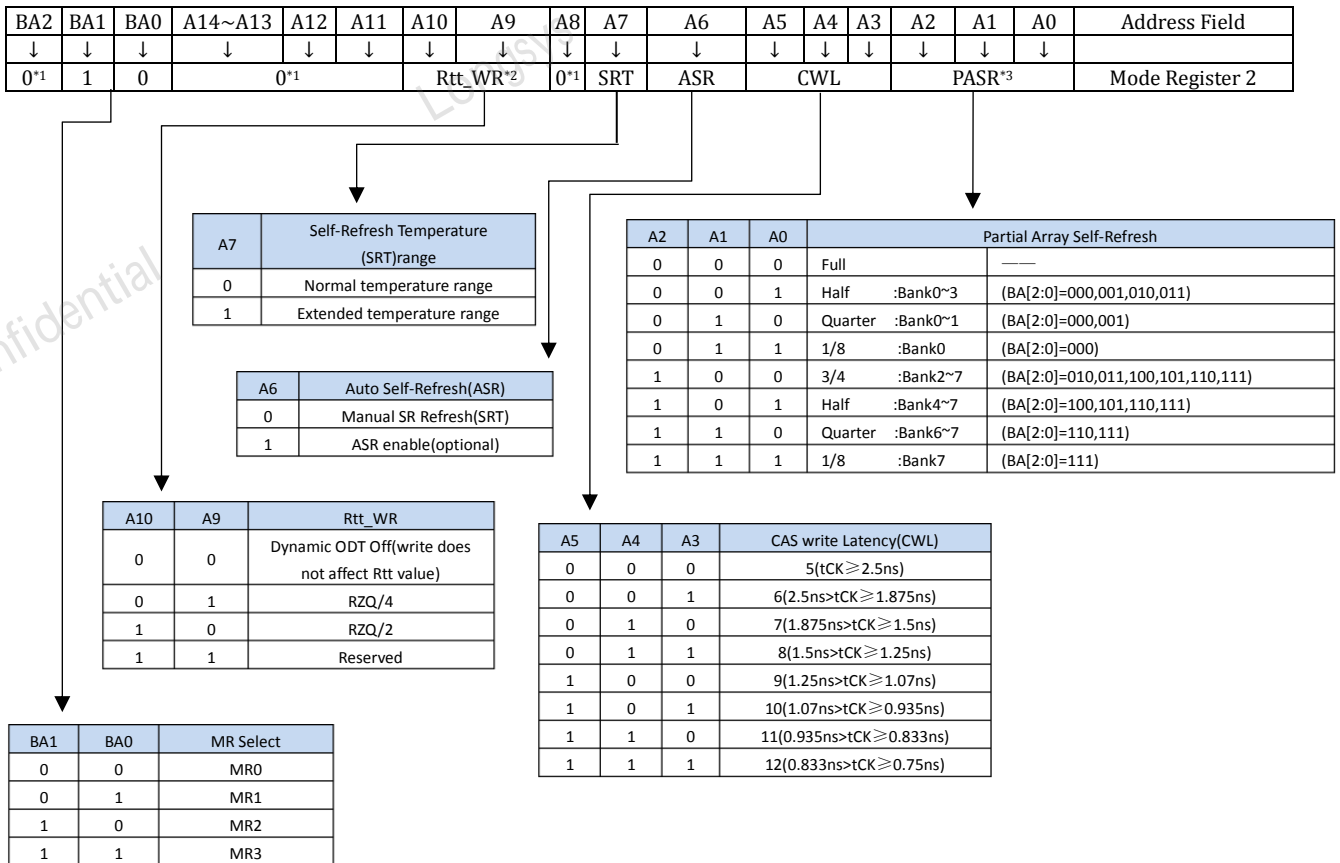 BA2 BA1 BA0 A14~A13 A12 A11 A10 A9 A8 A7 A6 A5 A4 A3 A2 A1 A0 Address Field
↓ ↓ ↓ ↓ ↓ ↓ ↓ ↓ ↓ ↓ ↓ ↓ ↓ ↓ ↓ ↓ ↓
0*1 1 0 0*1 Rtt_WR*2 0*1 SRT ASR CWL PASR*3 Mode Register 2
Longsys
nfidential
A7 Self-Refresh Temperature
(SRT)range
0 Normal temperature range
1 Extended temperature range
A2 A1 A0 Partial Array Self-Refresh
0 0 0 Full ——
0 0 1 Half :Bank0~3 (BA[2:0]=000,001,010,011)
0 1 0 Quarter :Bank0~1 (BA[2:0]=000,001)
0 1 1 1/8 :Bank0 (BA[2:0]=000)
1 0 0 3/4 :Bank2~7 (BA[2:0]=010,011,100,101,110,111)
1 0 1 Half :Bank4~7 (BA[2:0]=100,101,110,111)
1 1 0 Quarter :Bank6~7 (BA[2:0]=110,111)
1 1 1 1/8 :Bank7 (BA[2:0]=111)
A6 Auto Self-Refresh(ASR)
0 Manual SR Refresh(SRT)
1 ASR enable(optional)
A10 A9 Rtt_WR
0 0 Dynamic ODT Off(write does
not affect Rtt value)
0 1 RZQ/4
1 0 RZQ/2
1 1 Reserved
A5 A4 A3 CAS write Latency(CWL)
0 0 0 5(tCK≥2.5ns)
0 0 1 6(2.5ns>tCK≥1.875ns)
0 1 0 7(1.875ns>tCK≥1.5ns)
0 1 1 8(1.5ns>tCK≥1.25ns)
1 0 0 9(1.25ns>tCK≥1.07ns)
1 0 1 10(1.07ns>tCK≥0.935ns)
1 1 0 11(0.935ns>tCK≥0.833ns)
1 1 1 12(0.833ns>tCK≥0.75ns)
BA1 BA0 MR Select
0 0 MR0
0 1 MR1
1 0 MR2
1 1 MR3